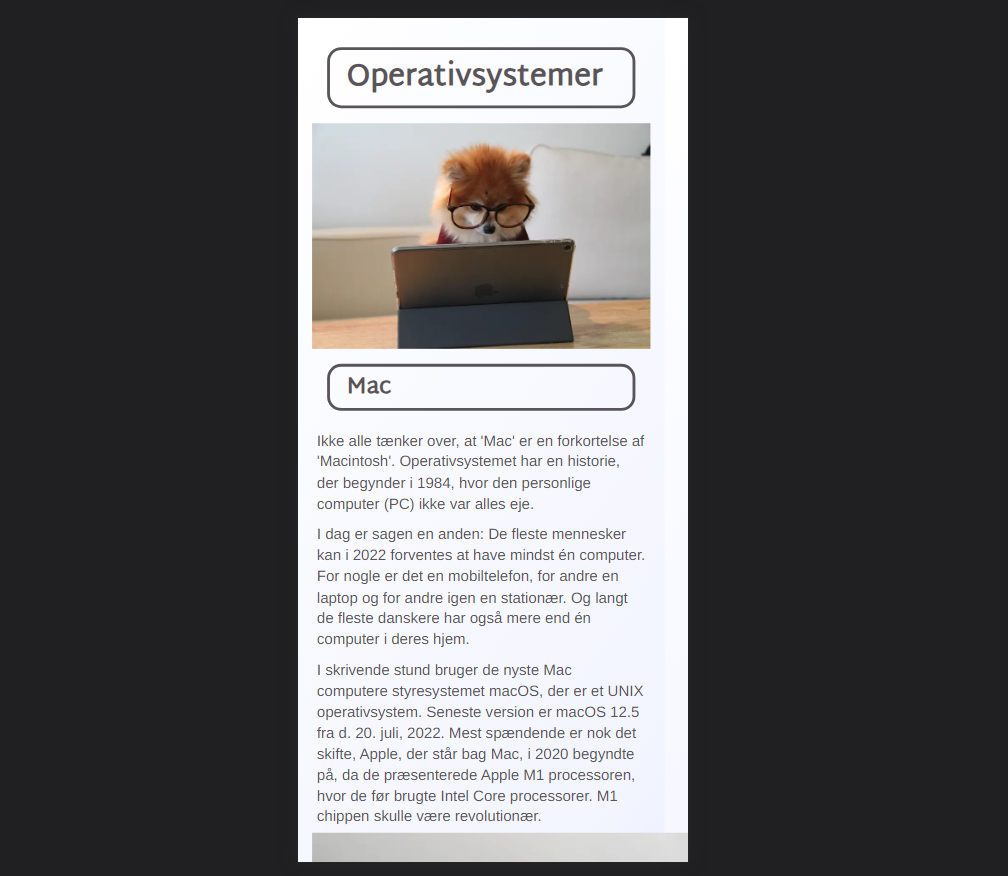 Operativsystemer
Mac
Ikke alle tænker over, at 'Mac' er en forkortelse af
'Macintosh'. Operativsystemet har en historie,
der begynder i 1984, hvor den personlige
computer (PC) ikke var alles eje.
I dag er sagen en anden: De fleste mennesker
kan i 2022 forventes at have mindst én computer.
For nogle er det en mobiltelefon, for andre en
laptop og for andre igen en stationær. Og langt
de fleste danskere har også mere end én
computer i deres hjem.
I skrivende stund bruger de nyste Mac
computere styresystemet macOS, der er et UNIX
operativsystem. Seneste version er macOS 12.5
fra d. 20. juli, 2022. Mest spændende er nok det
skifte, Apple, der står bag Mac, i 2020 begyndte
på, da de præsenterede Apple M1 processoren,
hvor de før brugte Intel Core processorer. M1
chippen skulle være revolutionær.